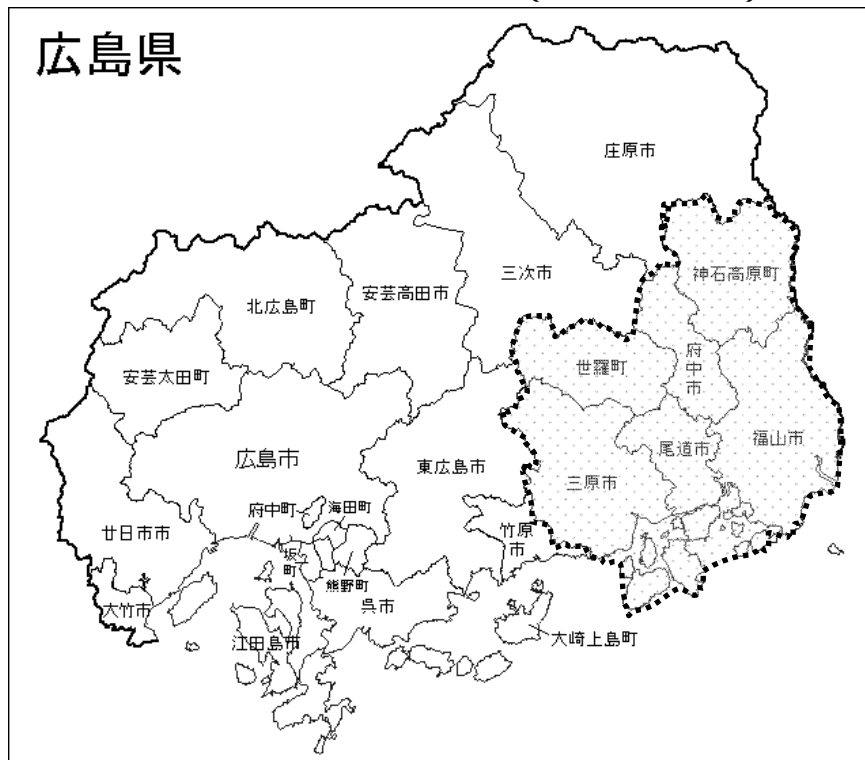 広島県
庄原市
神石高原町
三次市
安芸高田市
北広島町
府中市
世羅町
安芸太田町
福山市
尾道市
広島市
東広島市
三原市
府中町
海田町
廿日市市
竹原市
坂町
熊野町
呉市
大竹市
江田島市
大崎上島町